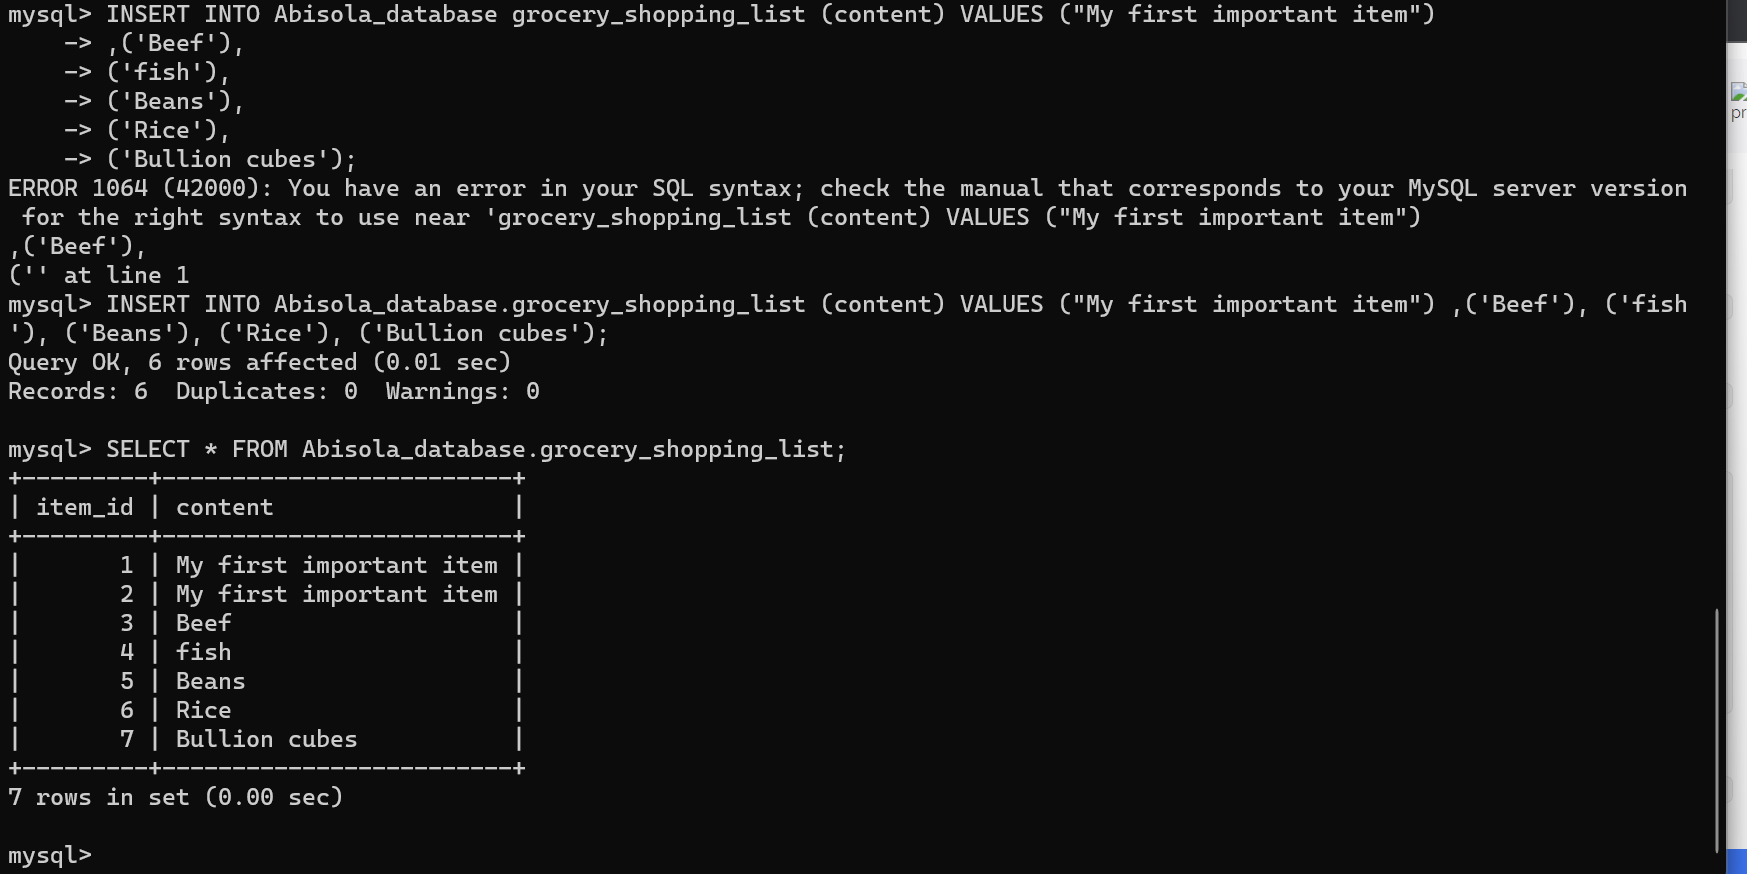 mysql> INSERT INTO Abisola_database grocery_shopping_list (content) VALUES ("My first important item")
    -> ,('Beef'),
    -> ('fish'),
    -> ('Beans'),
    -> ('Rice'),
    -> ('Bullion cubes');
ERROR 1064 (42000): You have an error in your SQL syntax; check the manual that corresponds to your MySQL server version
 for the right syntax to use near 'grocery_shopping_list (content) VALUES ("My first important item")
,('Beef'),
('' at line 1
mysql> INSERT INTO Abisola_database.grocery_shopping_list (content) VALUES ("My first important item") ,('Beef'), ('fish
'), ('Beans'), ('Rice'), ('Bullion cubes');
Query OK, 6 rows affected (0.01 sec)
Records: 6  Duplicates: 0  Warnings: 0
mysql> SELECT * FROM Abisola_database.grocery_shopping_list;
+---------+-------------------------+
| item_id | content                 |
+---------+-------------------------+
|       1 | My first important item |
|       2 | My first important item |
|       3 | Beef                    |
|       4 | fish                    |
|       5 | Beans                   |
|       6 | Rice                    |
|       7 | Bullion cubes           |
+---------+-------------------------+
7 rows in set (0.00 sec)
mysql>
pr